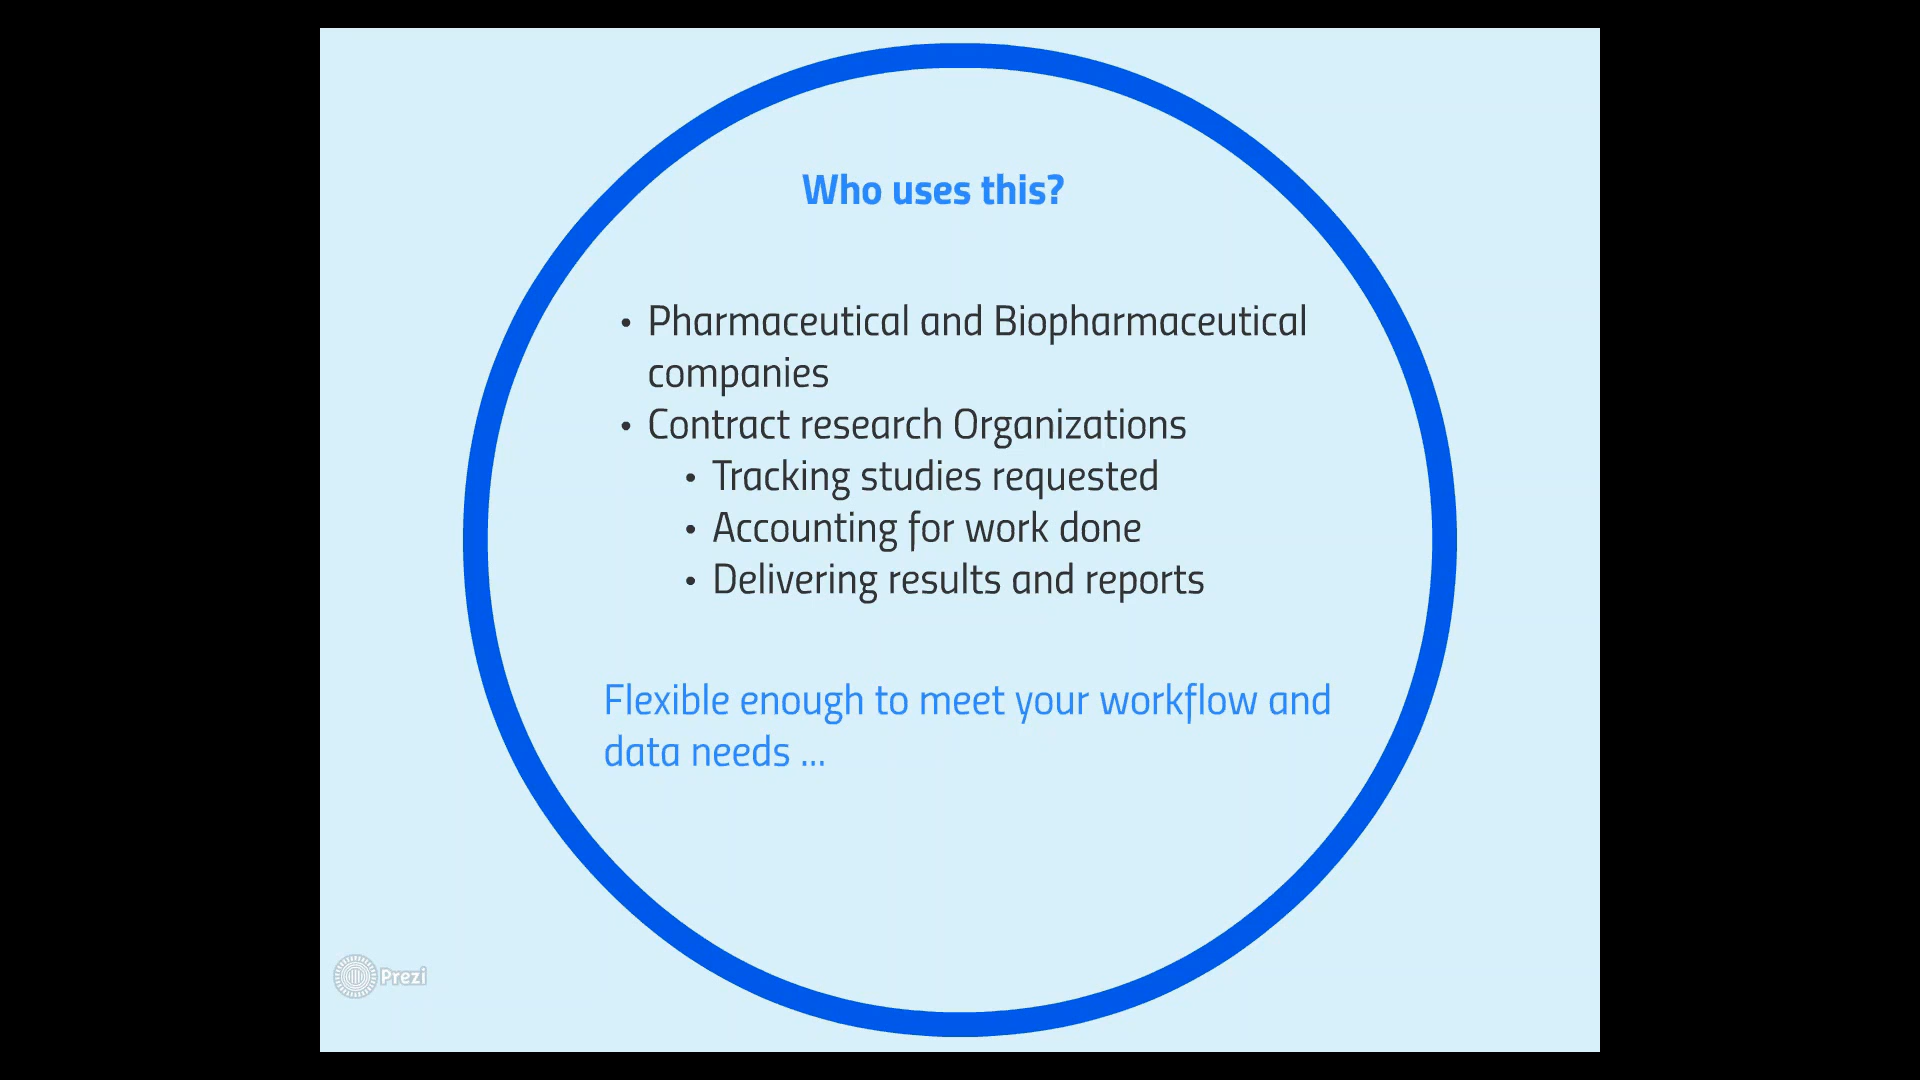 Who uses this?
• Pharmaceutical and Biopharmaceutical
companies
• Contract research Organizations
• Tracking studies requested
• Accounting for work done
• Delivering results and reports
Flexible enough to meet your workflow and
data needs ...
Prezi